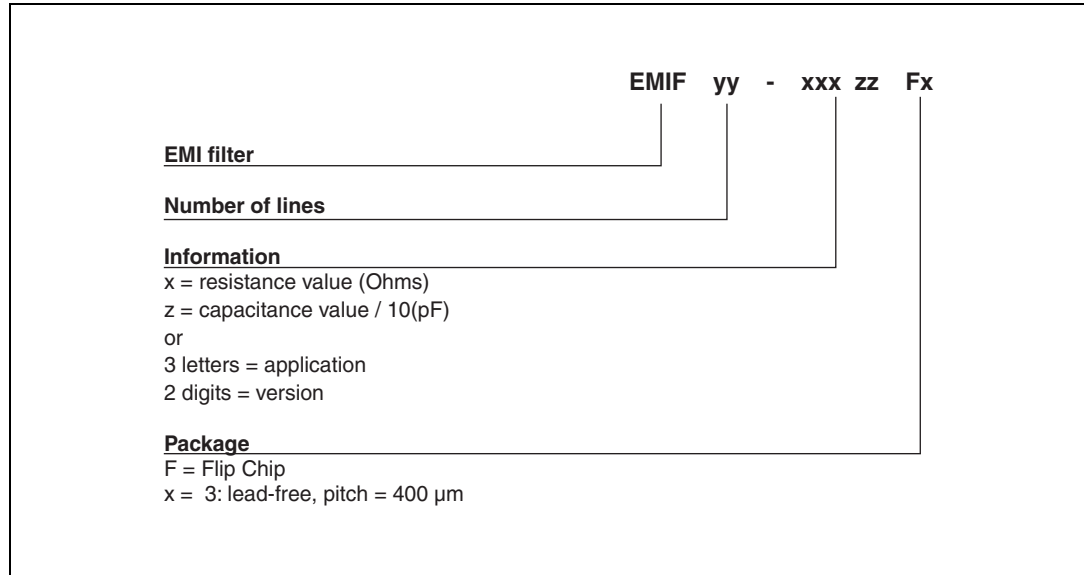 EMIF yy - xxx zz Fx
EMI filter
Number of lines
Information
x = resistance value (Ohms)
z = capacitance value / 10(pF)
or
3 letters = application
2 digits = version
Package
F = Flip Chip
x = 3: lead-free, pitch = 400 µm